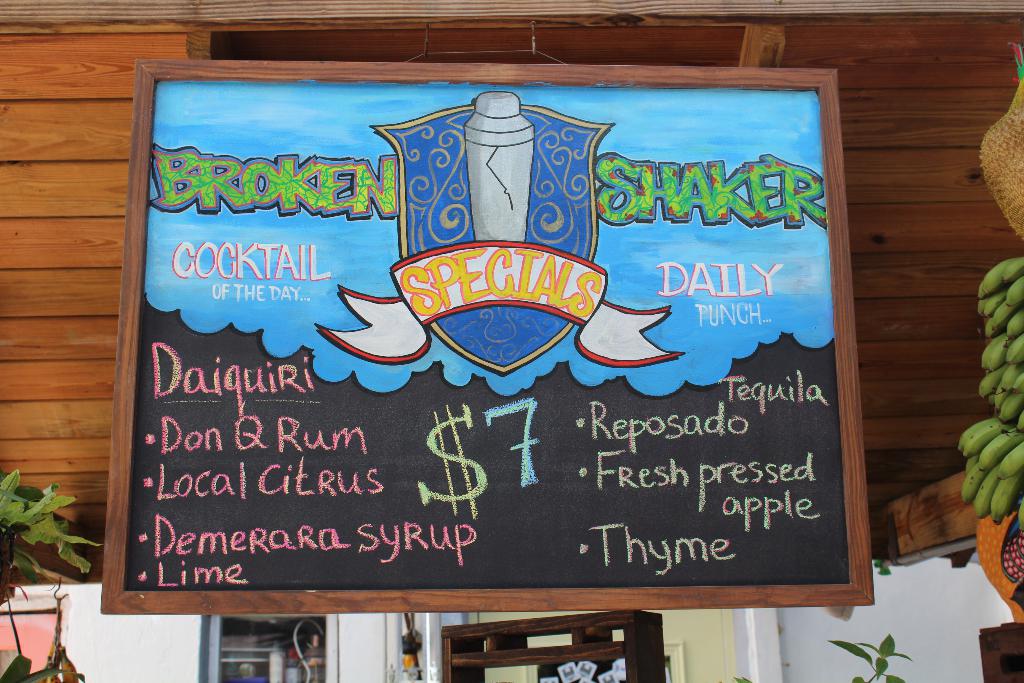 BROKEN SHAKER
SPECIALS
COCKTAIL
OF THE DAY...
Daiquiri
• Don Q Rum
• Local Citrus
• Demerara syrup
• Lime
$7
DAILY
PUNCH...
• Reposado Tequila
• Fresh pressed
apple
• Thyme